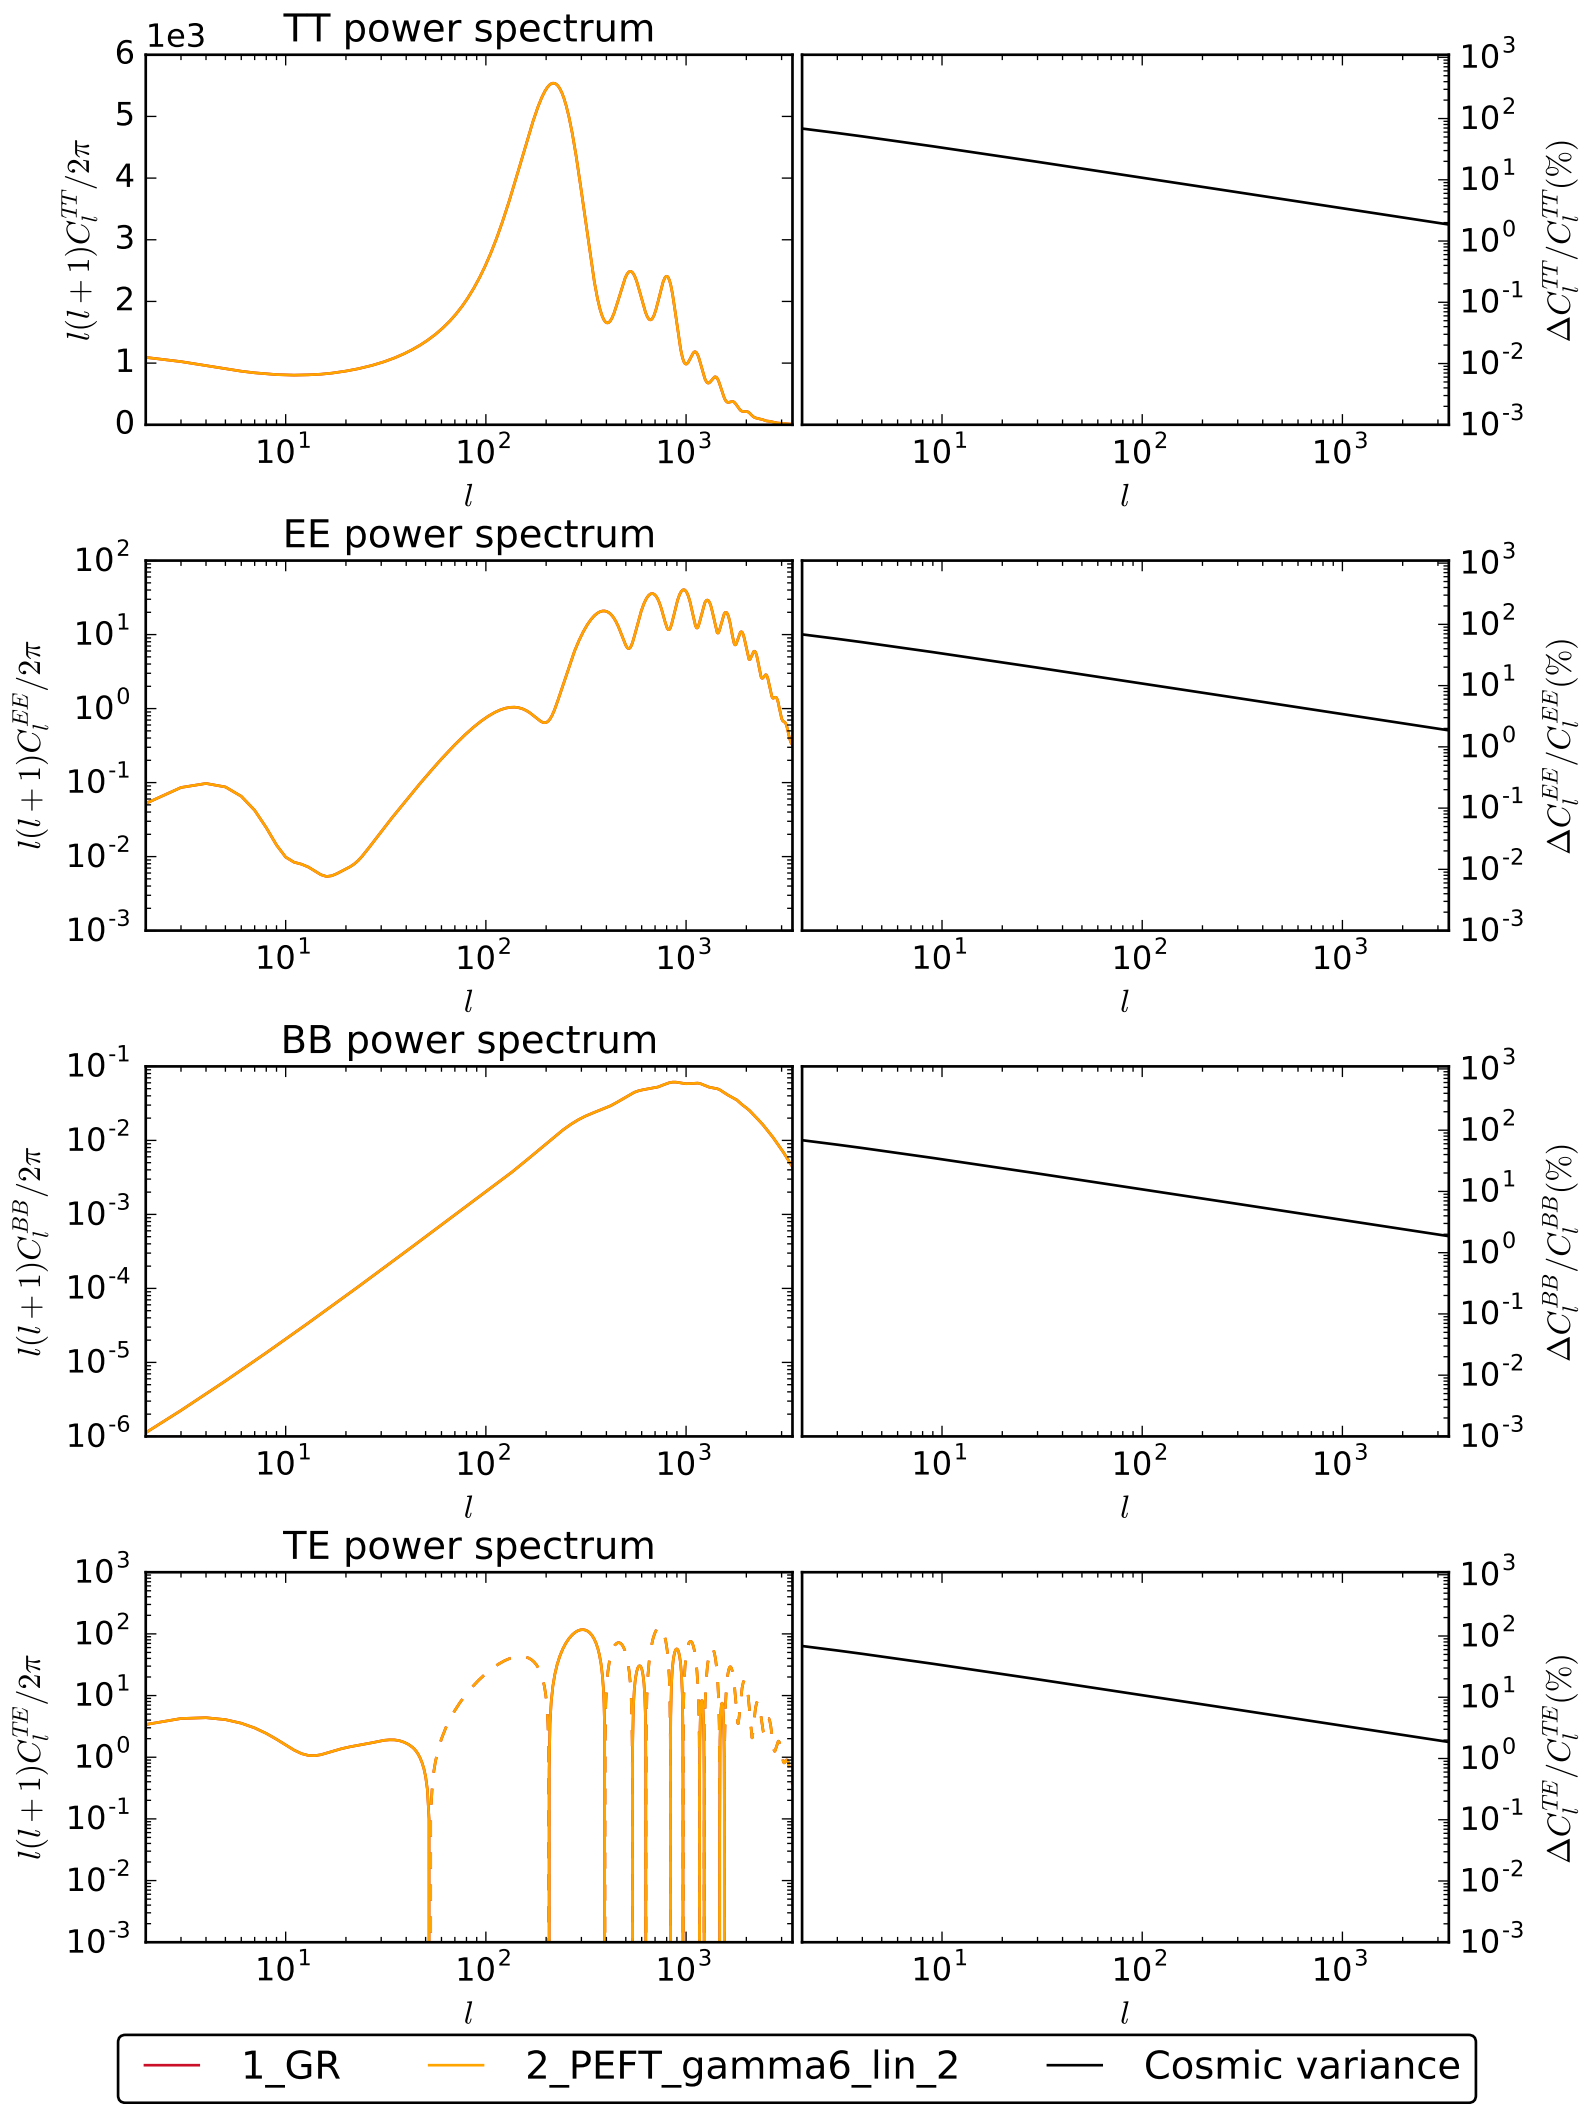 TT power spectrum
1e3
6
5
4
3
2
1
0
l(l+1)C_l^{TT}/2π
10^1 10^2 10^3
l
10^3
10^2
10^1
10^0
10^-1
10^-2
10^-3
ΔC_l^{TT}/C_l^{TT}(%)
10^1 10^2 10^3
l
EE power spectrum
10^2
10^1
10^0
10^-1
10^-2
10^-3
l(l+1)C_l^{EE}/2π
10^1 10^2 10^3
l
10^3
10^2
10^1
10^0
10^-1
10^-2
10^-3
ΔC_l^{EE}/C_l^{EE}(%)
10^1 10^2 10^3
l
BB power spectrum
10^-1
10^-2
10^-3
10^-4
10^-5
10^-6
l(l+1)C_l^{BB}/2π
10^1 10^2 10^3
l
10^3
10^2
10^1
10^0
10^-1
10^-2
10^-3
ΔC_l^{BB}/C_l^{BB}(%)
10^1 10^2 10^3
l
TE power spectrum
10^3
10^2
10^1
10^0
10^-1
10^-2
10^-3
l(l+1)C_l^{TE}/2π
10^1 10^2 10^3
l
10^3
10^2
10^1
10^0
10^-1
10^-2
10^-3
ΔC_l^{TE}/C_l^{TE}(%)
10^1 10^2 10^3
l
1_GR 2_PEFT_gamma6_lin_2 Cosmic variance